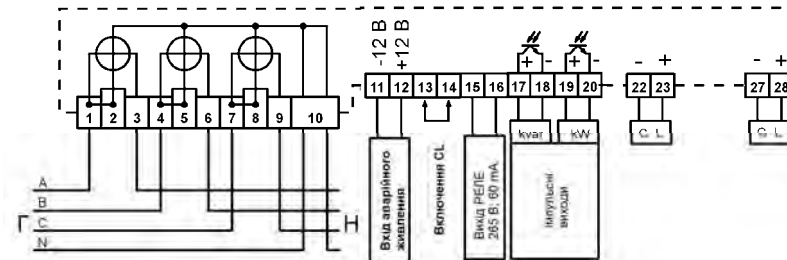 -12 В
+12 В
+ - + -
- +
- +
1 2 3 4 5 6 7 8 9 10
11 12 13 14 15 16 17 18 19 20
22 23
27 28
kvar
kW
C L
C L
Вхід аварійного
живлення
Включення CL
Вихід РЕЛЕ
265 В; 60 mA.
Імпульсні
виходи
A
B
C
N
Г
Н